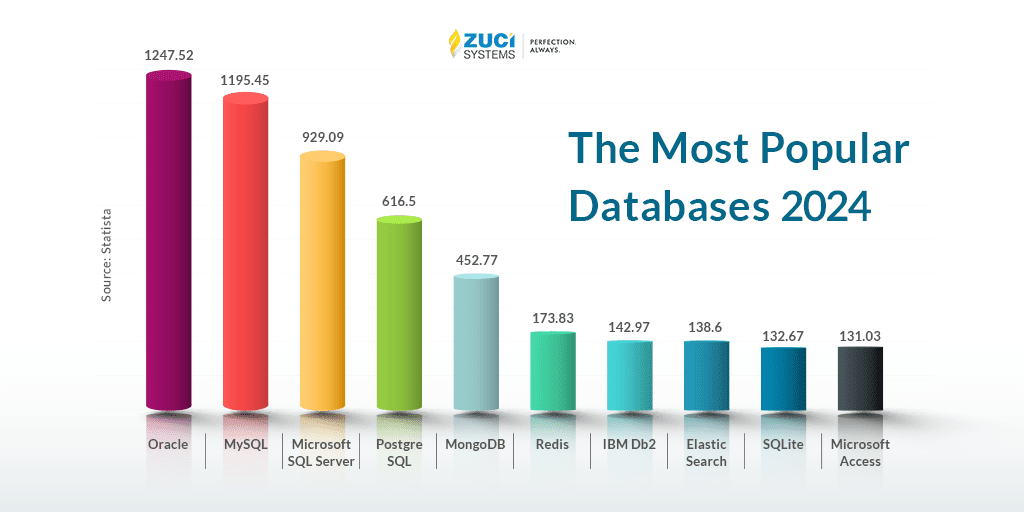 ZUCI
SYSTEMS
PERFECTION.
ALWAYS.
The Most Popular
Databases 2024
Source: Statista
1247.52
1195.45
929.09
616.5
452.77
173.83
142.97
138.6
132.67
131.03
Oracle
MySQL
Microsoft
SQL Server
Postgre
SQL
MongoDB
Redis
IBM Db2
Elastic
Search
SQLite
Microsoft
Access